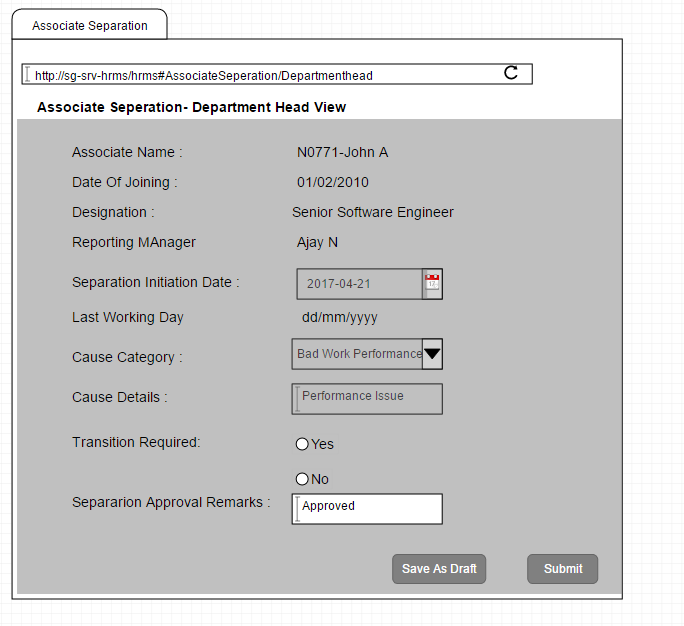 Associate Separation
http://sg-srv-hrms/hrms#AssociateSeperation/Departmenthead
Associate Seperation- Department Head View
Associate Name : N0771-John A
Date Of Joining : 01/02/2010
Designation : Senior Software Engineer
Reporting MAnager Ajay N
Separation Initiation Date : 2017-04-21
Last Working Day dd/mm/yyyy
Cause Category : Bad Work Performance
Cause Details : Performance Issue
Transition Required: Yes
No
Separarion Approval Remarks : Approved
Save As Draft Submit